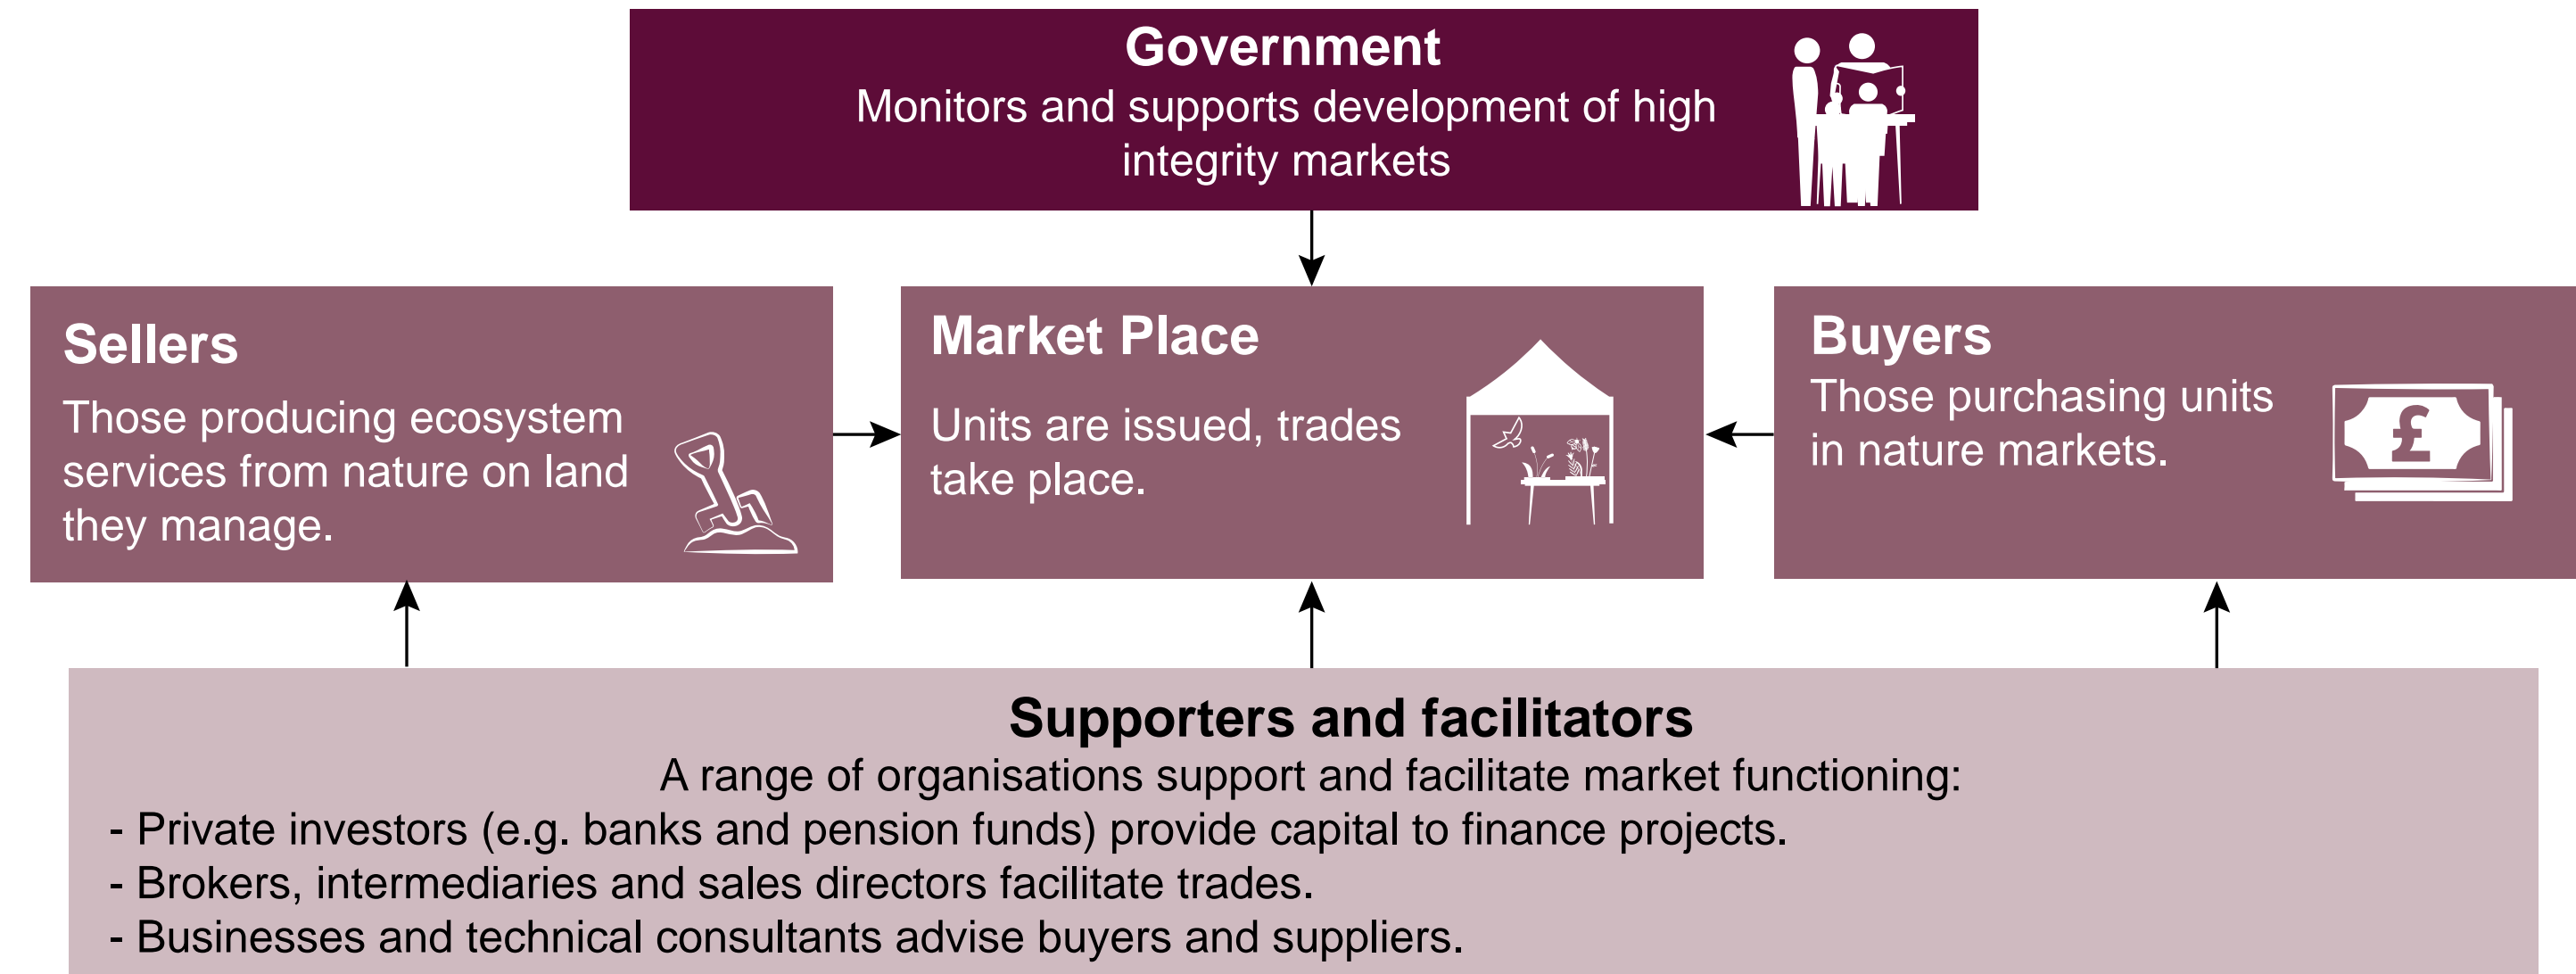 Government
Monitors and supports development of high
integrity markets
Sellers
Those producing ecosystem
services from nature on land
they manage.
Market Place
Units are issued, trades
take place.
Buyers
Those purchasing units
in nature markets.
£
Supporters and facilitators
A range of organisations support and facilitate market functioning:
- Private investors (e.g. banks and pension funds) provide capital to finance projects.
- Brokers, intermediaries and sales directors facilitate trades.
- Businesses and technical consultants advise buyers and suppliers.